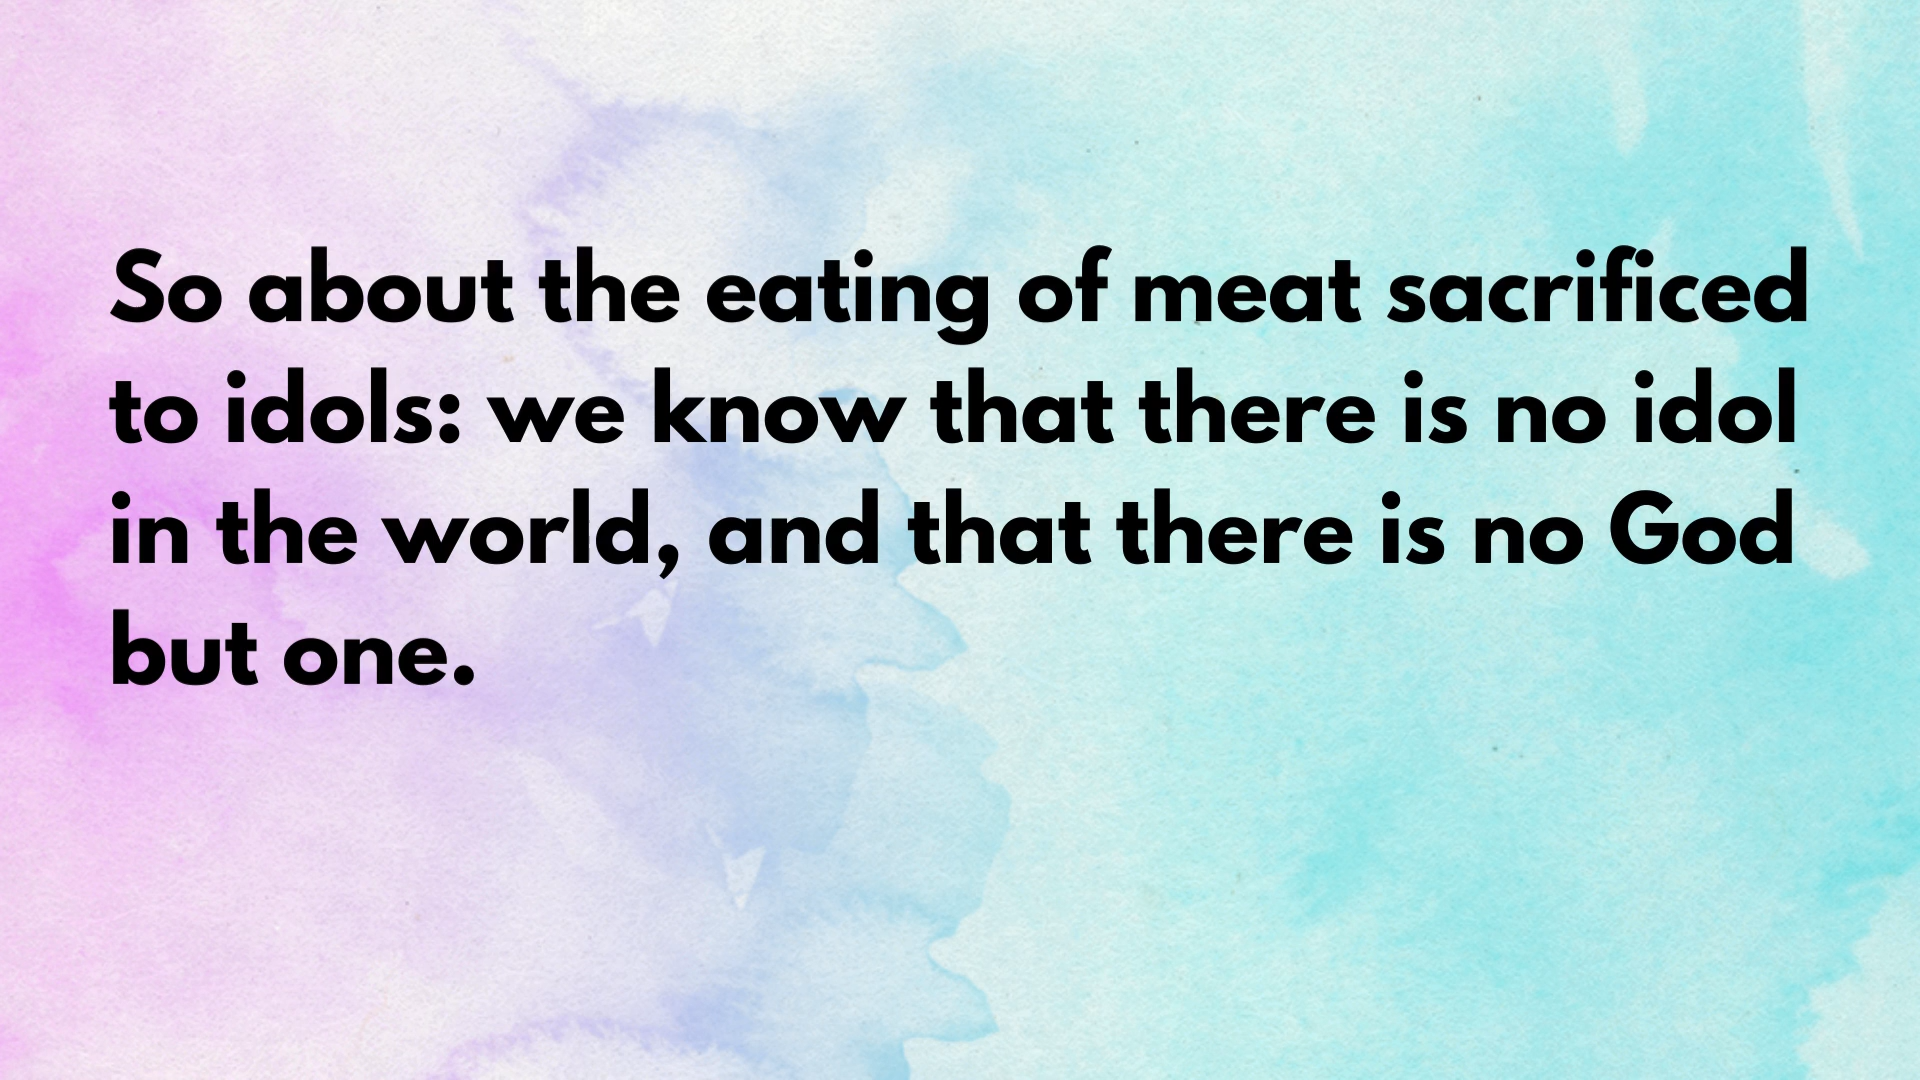 So about the eating of meat sacrificed
to idols: we know that there is no idol
in the world, and that there is no God
but one.